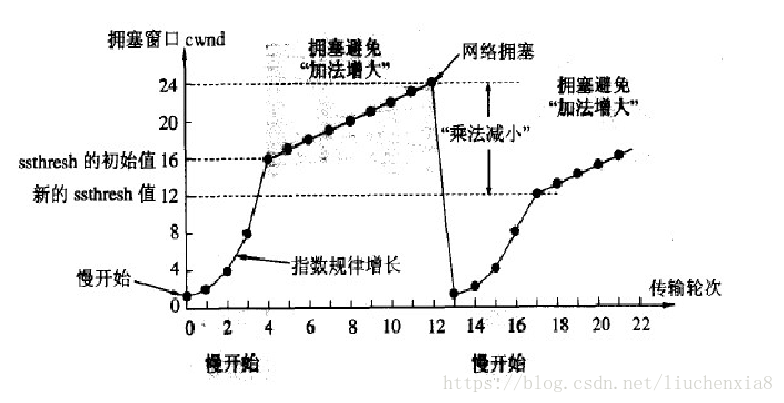 拥塞窗口 cwnd
拥塞避免
“加法增大”
网络拥塞
24
拥塞避免
“加法增大”
20
“乘法减小”
ssthresh 的初始值 16
新的 ssthresh 值 12
8
指数规律增长
4
慢开始
0
传输轮次
0 2 4 6 8 10 12 14 16 18 20 22
慢开始
慢开始
https://blog.csdn.net/liuchenxia8